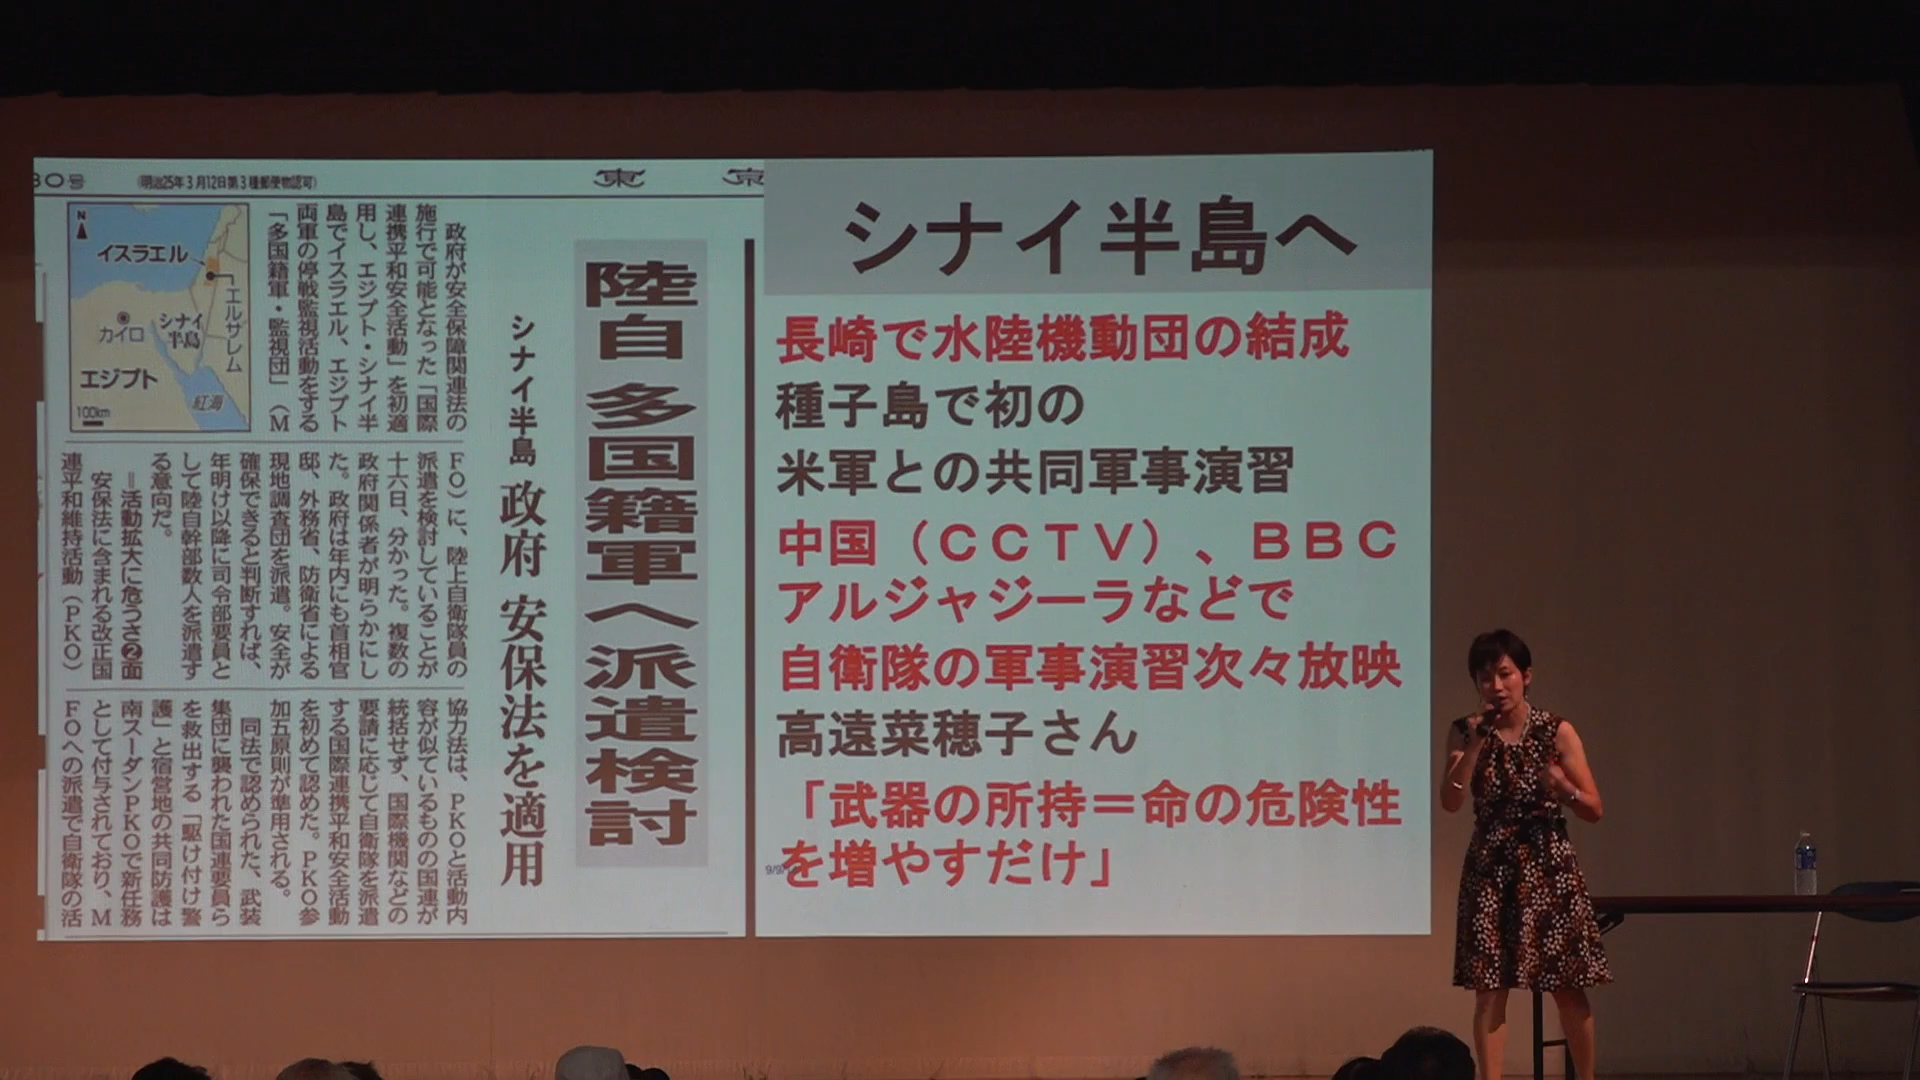 30号
(明治25年3月12日第3種郵便物認可)
東京
N
イスラエル
エルサレム
カイロ
シナイ
半島
エジプト
紅海
100km
陸自 多国籍軍へ派遣検討
シナイ半島 政府 安保法を適用
政府が安全保障関連法の
施行で可能となった「国際
連携平和安全活動」を初適
用し、エジプト・シナイ半
島でイスラエル、エジプト
両軍の停戦監視活動をする
「多国籍軍・監視団」（M
FO）に、陸上自衛隊員の
派遣を検討していることが
十六日、分かった。複数の
政府関係者が明らかにし
た。政府は年内にも首相官
邸、外務省、防衛省による
現地調査団を派遣。安全が
確保できると判断すれば、
年明け以降に司令部要員と
して陸自幹部数人を派遣す
る意向だ。
＝活動拡大に危うさ❷面
安保法に含まれる改正国
連平和維持活動（PKO）
協力法は、PKOと活動内
容が似ているものの国連が
統括せず、国際機関などの
要請に応じて自衛隊を派遣
する国際連携平和安全活動
を初めて認めた。PKO参
加五原則が準用される。
同法で認められた、武装
集団に襲われた国連要員ら
を救出する「駆け付け警
護」と宿営地の共同防護は
南スーダンPKOで新任務
として付与されており、M
FOへの派遣で自衛隊の活
シナイ半島へ
長崎で水陸機動団の結成
種子島で初の
米軍との共同軍事演習
中国（CCTV）、BBC
アルジャジーラなどで
自衛隊の軍事演習次々放映
高遠菜穂子さん
「武器の所持＝命の危険性
を増やすだけ」